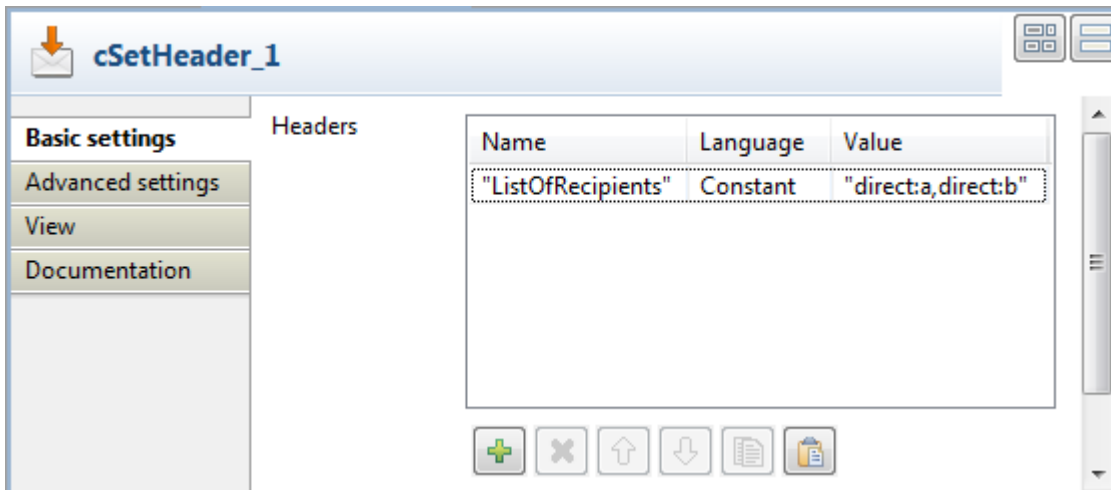 cSetHeader_1
Basic settings
Advanced settings
View
Documentation
Headers
Name Language Value
"ListOfRecipients" Constant "direct:a,direct:b"